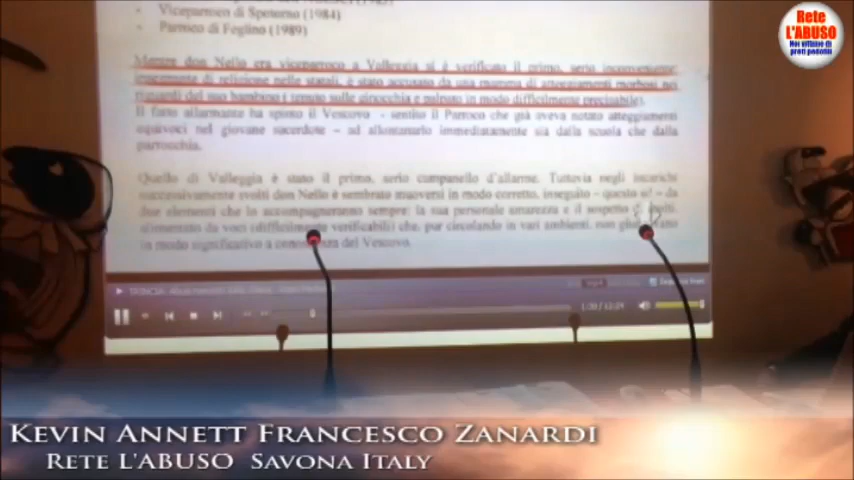 Rete
L'ABUSO
Noi vittime di
preti pedofili
Viceparroco di Spotorno (1984)
Parroco di Feglino (1989)
Mentre don Nello era viceparroco a Valleggia si è verificato il primo, serio inconveniente:
insegnante di religione nelle statali, è stato accusato da una mamma di atteggiamenti morbosi nei
riguardi del suo bambino ( tenuto sulle ginocchia e palpato in modo difficilmente precisabile).
Il fatto allarmante ha spinto il Vescovo - sentito il Parroco che già aveva notato atteggiamenti
equivoci nel giovane sacerdote – ad allontanarlo immediatamente sia dalla scuola che dalla
parrocchia.
Quello di Valleggia è stato il primo, serio campanello d'allarme. Tuttavia negli incarichi
successivamente svolti don Nello è sembrato muoversi in modo corretto, inseguito – questo sì! – da
due elementi che lo accompagneranno sempre: la sua personale amarezza e il sospetto di molti,
alimentato da voci (difficilmente verificabili) che, pur circolando in vari ambienti, non
in modo significativo a conoscenza del Vescovo.
KEVIN ANNETT FRANCESCO ZANARDI
RETE L'ABUSO SAVONA ITALY